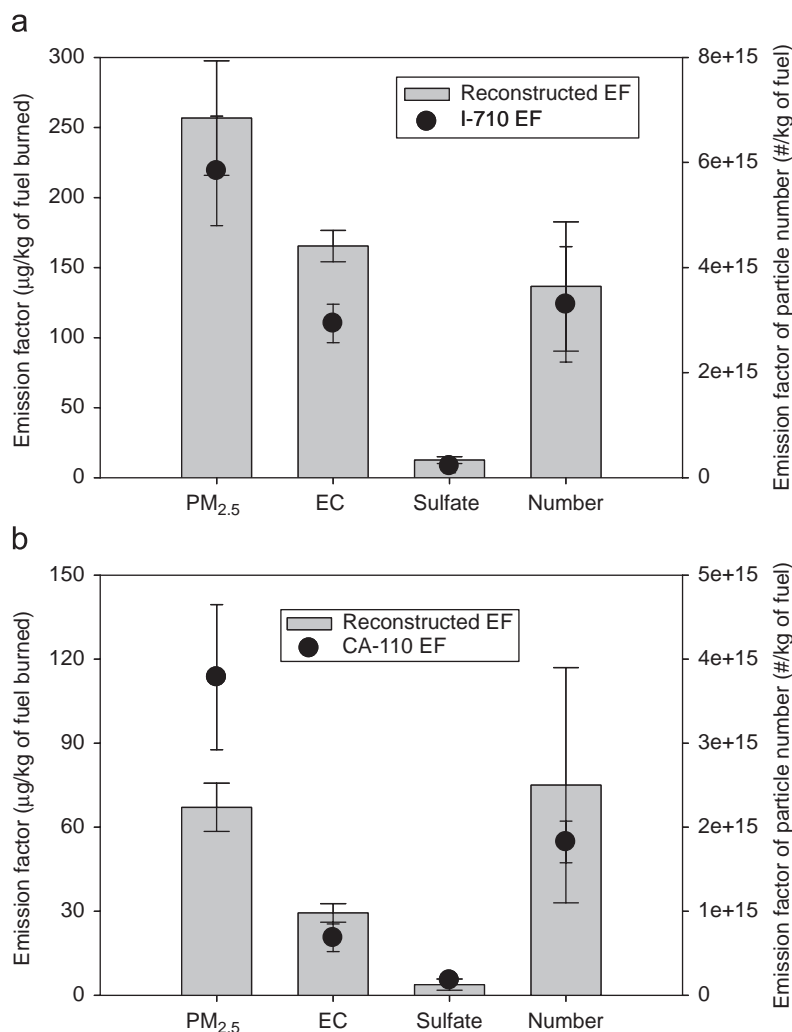 a
Emission factor (μg/kg of fuel burned)
300
250
200
150
100
50
0
Reconstructed EF
I-710 EF
8e+15
6e+15
4e+15
2e+15
0
Emission factor of particle number (#/kg of fuel)
PM2.5
EC
Sulfate
Number
b
Emission factor (μg/kg of fuel burned)
150
120
90
60
30
0
Reconstructed EF
CA-110 EF
5e+15
4e+15
3e+15
2e+15
1e+15
0
Emission factor of particle number (#/kg of fuel)
PM2.5
EC
Sulfate
Number